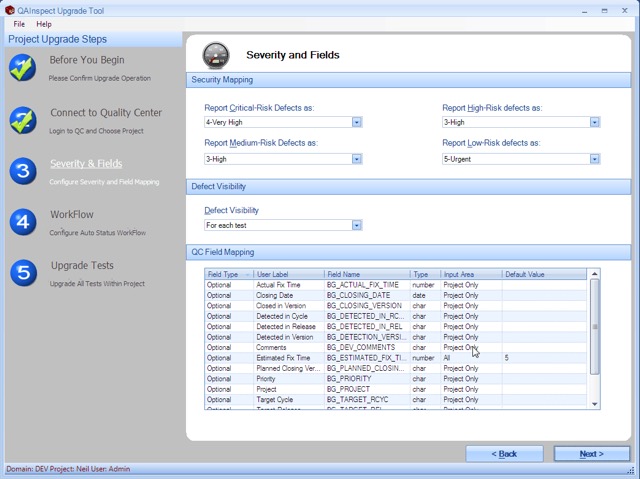 QAInspect Upgrade Tool
File Help
Project Upgrade Steps
Before You Begin
Please Confirm Upgrade Operation
Connect to Quality Center
Login to QC and Choose Project
3
Severity & Fields
Configure Severity and Field Mapping
4
WorkFlow
Configure Auto Status WorkFlow
5
Upgrade Tests
Upgrade All Tests Within Project
Severity and Fields
Security Mapping
Report Critical-Risk Defects as:
4-Very High
Report High-Risk defects as:
3-High
Report Medium-Risk Defects as:
3-High
Report Low-Risk defects as:
5-Urgent
Defect Visibility
Defect Visibility
For each test
QC Field Mapping
Field Type User Label Field Name Type Input Area Default Value
Optional Actual Fix Time BG_ACTUAL_FIX_TIME number Project Only
Optional Closing Date BG_CLOSING_DATE date Project Only
Optional Closed in Version BG_CLOSING_VERSION char Project Only
Optional Detected in Cycle BG_DETECTED_IN_RC... char Project Only
Optional Detected in Release BG_DETECTED_IN_REL char Project Only
Optional Detected in Version BG_DETECTION_VERSI... char Project Only
Optional Comments BG_DEV_COMMENTS char Project Only
Optional Estimated Fix Time BG_ESTIMATED_FIX_TI... number All 5
Optional Planned Closing Ver... BG_PLANNED_CLOSIN... char Project Only
Optional Priority BG_PRIORITY char Project Only
Optional Project BG_PROJECT char Project Only
Optional Target Cycle BG_TARGET_RCYC char Project Only
Optional Target Release BG_TARGET_REL char Project Only
< Back
Next >
Domain: DEV Project: Neil User: Admin